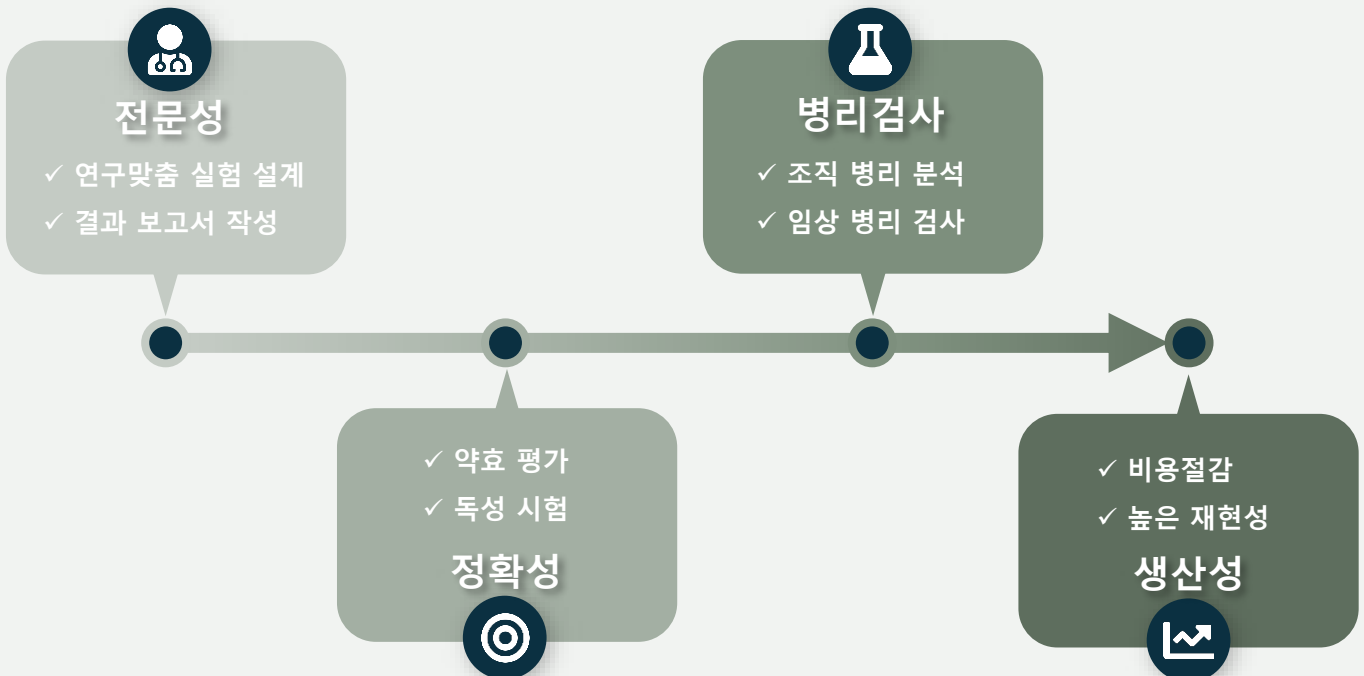 전문성
✓ 연구맞춤 실험 설계
✓ 결과 보고서 작성
✓ 약효 평가
✓ 독성 시험
정확성
병리검사
✓ 조직 병리 분석
✓ 임상 병리 검사
✓ 비용절감
✓ 높은 재현성
생산성